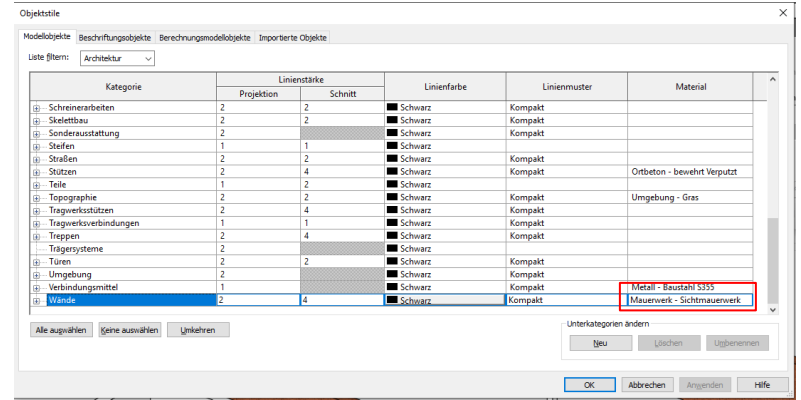 Objektstile
Modellobjekte Beschriftungsobjekte Berechnungsmodellobjekte Importierte Objekte
Liste filtern: Architektur
Kategorie Linienstärke Linienfarbe Linienmuster Material
Projektion Schnitt
Schreinerarbeiten 2 2 Schwarz Kompakt
Skelettbau 2 2 Schwarz Kompakt
Sonderausstattung 2 Schwarz Kompakt
Steifen 1 1 Schwarz
Straßen 2 2 Schwarz Kompakt
Stützen 2 4 Schwarz Kompakt Ortbeton - bewehrt Verputzt
Teile 1 2 Schwarz
Topographie 2 2 Schwarz Kompakt Umgebung - Gras
Tragwerksstützen 2 4 Schwarz Kompakt
Tragwerksverbindungen 1 1 Schwarz Kompakt
Treppen 2 4 Schwarz Kompakt
Trägersysteme 2 Schwarz
Türen 2 2 Schwarz Kompakt
Umgebung 2 Schwarz Kompakt
Verbindungsmittel 1 Schwarz Kompakt Metall - Baustahl S355
Wände 2 4 Schwarz Kompakt Mauerwerk - Sichtmauerwerk
Alle auswählen Keine auswählen Umkehren
Unterkategorien ändern
Neu Löschen Umbenennen
OK Abbrechen Anwenden Hilfe